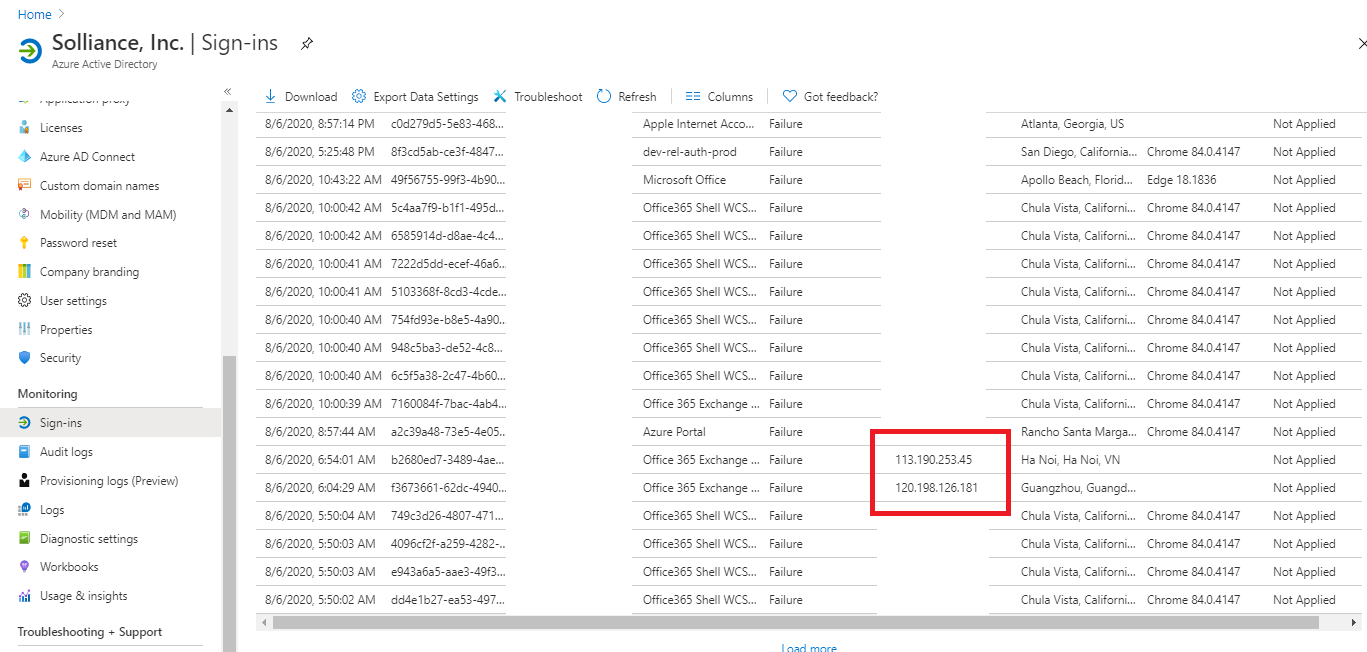 Home
Solliance, Inc. | Sign-ins
Azure Active Directory
Application proxy
Licenses
Azure AD Connect
Custom domain names
Mobility (MDM and MAM)
Password reset
Company branding
User settings
Properties
Security
Monitoring
Sign-ins
Audit logs
Provisioning logs (Preview)
Logs
Diagnostic settings
Workbooks
Usage & insights
Troubleshooting + Support
Download Export Data Settings Troubleshoot Refresh Columns Got feedback?
8/6/2020, 8:57:14 PM c0d279d5-5e83-468... Apple Internet Acco... Failure Atlanta, Georgia, US Not Applied
8/6/2020, 5:25:48 PM 8f3cd5ab-ce3f-4847... dev-rel-auth-prod Failure San Diego, California... Chrome 84.0.4147 Not Applied
8/6/2020, 10:43:22 AM 49f56755-99f3-4b90... Microsoft Office Failure Apollo Beach, Florid... Edge 18.1836 Not Applied
8/6/2020, 10:00:42 AM 5c4aa7f9-b1f1-495d... Office365 Shell WCS... Failure Chula Vista, Californi... Chrome 84.0.4147 Not Applied
8/6/2020, 10:00:42 AM 6585914d-d8ae-4c4... Office365 Shell WCS... Failure Chula Vista, Californi... Chrome 84.0.4147 Not Applied
8/6/2020, 10:00:41 AM 7222d5dd-ecef-46a6... Office365 Shell WCS... Failure Chula Vista, Californi... Chrome 84.0.4147 Not Applied
8/6/2020, 10:00:41 AM 5103368f-8cd3-4cde... Office365 Shell WCS... Failure Chula Vista, Californi... Chrome 84.0.4147 Not Applied
8/6/2020, 10:00:40 AM 754fd93e-b8e5-4a90... Office365 Shell WCS... Failure Chula Vista, Californi... Chrome 84.0.4147 Not Applied
8/6/2020, 10:00:40 AM 948c5ba3-de52-4c8... Office365 Shell WCS... Failure Chula Vista, Californi... Chrome 84.0.4147 Not Applied
8/6/2020, 10:00:40 AM 6c5f5a38-2c47-4b60... Office365 Shell WCS... Failure Chula Vista, Californi... Chrome 84.0.4147 Not Applied
8/6/2020, 10:00:39 AM 7160084f-7bac-4ab4... Office 365 Exchange ... Failure Chula Vista, Californi... Chrome 84.0.4147 Not Applied
8/6/2020, 8:57:44 AM a2c39a48-73e5-4e05... Azure Portal Failure Rancho Santa Marga... Chrome 84.0.4147 Not Applied
8/6/2020, 6:54:01 AM b2680ed7-3489-4ae... Office 365 Exchange ... Failure 113.190.253.45 Ha Noi, Ha Noi, VN Not Applied
8/6/2020, 6:04:29 AM f3673661-62dc-4940... Office 365 Exchange ... Failure 120.198.126.181 Guangzhou, Guangd... Not Applied
8/6/2020, 5:50:04 AM 749c3d26-4807-471... Office365 Shell WCS... Failure Chula Vista, Californi... Chrome 84.0.4147 Not Applied
8/6/2020, 5:50:03 AM 4096cf2f-a259-4282-... Office365 Shell WCS... Failure Chula Vista, Californi... Chrome 84.0.4147 Not Applied
8/6/2020, 5:50:03 AM e943a6a5-aae3-49f3... Office365 Shell WCS... Failure Chula Vista, Californi... Chrome 84.0.4147 Not Applied
8/6/2020, 5:50:02 AM dd4e1b27-ea53-497... Office365 Shell WCS... Failure Chula Vista, Californi... Chrome 84.0.4147 Not Applied
Load more